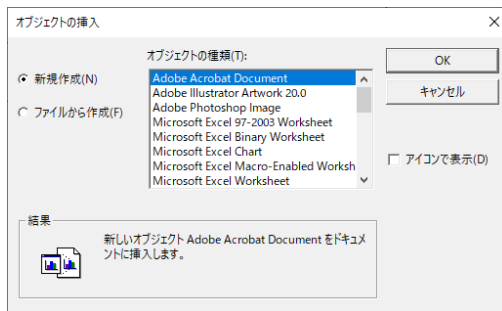 オブジェクトの挿入
オブジェクトの種類(T):
新規作成(N)
ファイルから作成(F)
Adobe Acrobat Document
Adobe Illustrator Artwork 20.0
Adobe Photoshop Image
Microsoft Excel 97-2003 Worksheet
Microsoft Excel Binary Worksheet
Microsoft Excel Chart
Microsoft Excel Macro-Enabled Worksh
Microsoft Excel Worksheet
OK
キャンセル
アイコンで表示(D)
結果
新しいオブジェクト Adobe Acrobat Document をドキュメ
ントに挿入します。